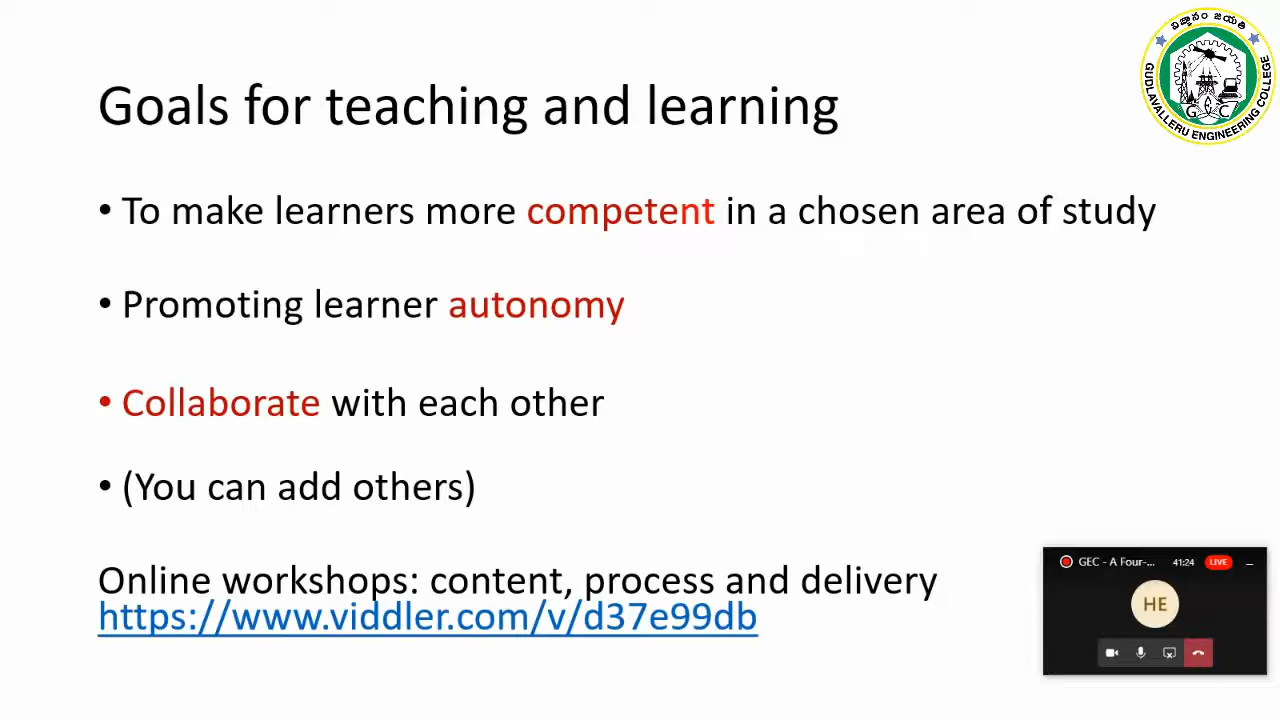 విజ్ఞానం జయతి
GUDLAVALLERU ENGINEERING COLLEGE
G C
Goals for teaching and learning
• To make learners more competent in a chosen area of study
• Promoting learner autonomy
• Collaborate with each other
• (You can add others)
Online workshops: content, process and delivery
https://www.viddler.com/v/d37e99db
GEC - A Four-... 41:24 LIVE
HE